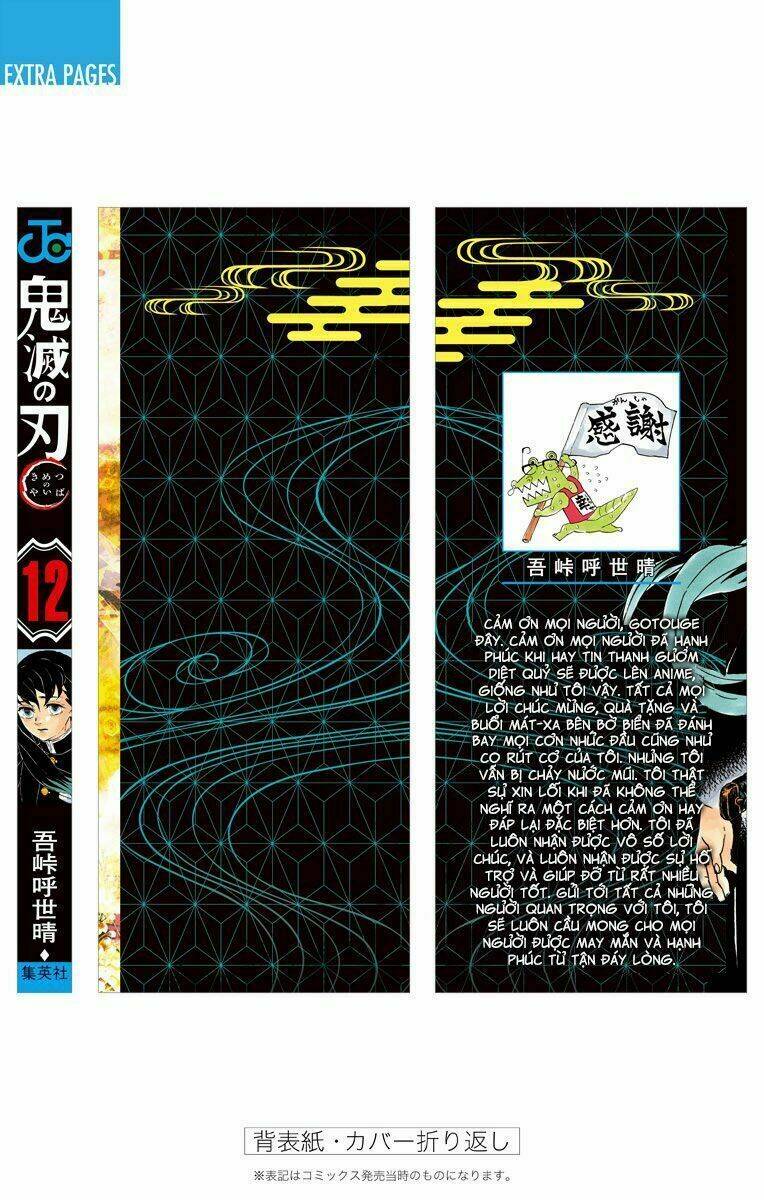 EXTRA PAGES
鬼滅の刃
きめつ
の
やいば
12
吾峠呼世晴
集英社
かんしゃ
感謝
吾峠呼世晴
CẢM ƠN MỌI NGƯỜI, GOTOUGE
ĐÂY. CẢM ƠN MỌI NGƯỜI ĐÃ HẠNH
PHÚC KHI HAY TIN THANH GƯƠM
DIỆT QUỶ SẼ ĐƯỢC LÊN ANIME,
GIỐNG NHƯ TÔI VẬY. TẤT CẢ MỌI
LỜI CHÚC MỪNG, QUÀ TẶNG VÀ
BUỔI MÁT-XA BÊN BỜ BIỂN ĐÃ ĐÁNH
BAY MỌI CƠN NHỨC ĐẦU CŨNG NHƯ
CO RÚT CƠ CỦA TÔI. NHƯNG TÔI
VẪN BỊ CHẢY NƯỚC MŨI. TÔI THẬT
SỰ XIN LỖI KHI ĐÃ KHÔNG THỂ
NGHĨ RA MỘT CÁCH CẢM ƠN HAY
ĐÁP LẠI ĐẶC BIỆT HƠN. TÔI ĐÃ
LUÔN NHẬN ĐƯỢC VÔ SỐ LỜI
CHÚC, VÀ LUÔN NHẬN ĐƯỢC SỰ HỖ
TRỢ VÀ GIÚP ĐỠ TỪ RẤT NHIỀU
NGƯỜI TỐT. GỬI TỚI TẤT CẢ NHỮNG
NGƯỜI QUAN TRỌNG VỚI TÔI, TÔI
SẼ LUÔN CẦU MONG CHO MỌI
NGƯỜI ĐƯỢC MAY MẮN VÀ HẠNH
PHÚC TỪ TẬN ĐÁY LÒNG.
背表紙・カバー折り返し
※表記はコミックス発売当時のものになります。